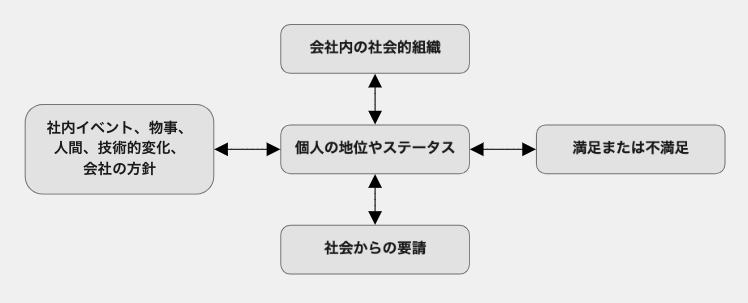 会社内の社会的組織
社内イベント、物事、
人間、技術的変化、
会社の方針
個人の地位やステータス
満足または不満足
社会からの要請